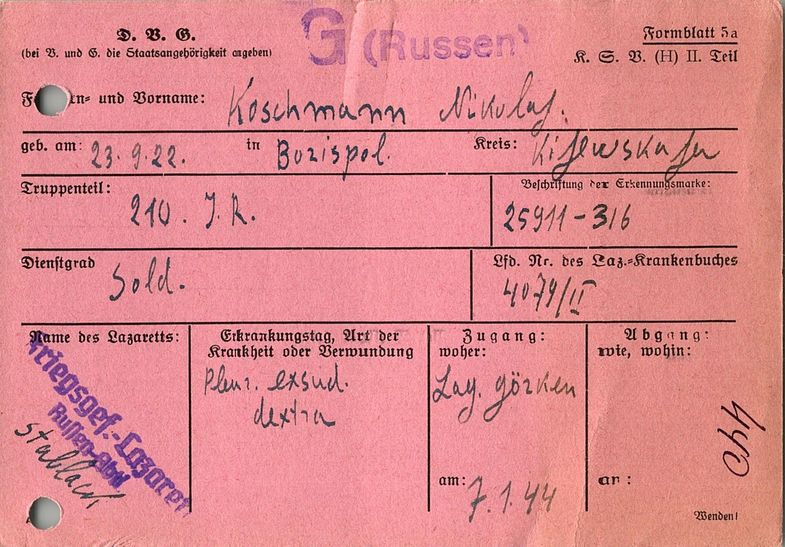 D. V. G.
(bei V. und G. die Staatsangehörigkeit angeben)
G (Russen)
Formblatt 5a
K. S. V. (H) II. Teil
und Vorname: Koschmann Nikolaj.
geb. am: 23.9.22. in Borispol. Kreis: Kijewskaja
Truppenteil: 210. J.R.
Beschriftung der Erkennungsmarke:
25911-316
Dienstgrad Sold.
Lfd. Nr. des Laz.-Krankenbuches
4079/II
Name des Lazaretts:
Kriegsgef.-Lazarett
Russen-Abt.
Stablack
Erkrankungstag, Art der
Krankheit oder Verwundung
Pleur. exsud.
dextra
Zugang:
woher:
Lag. Görken
am: 7.1.44
Abgang:
wie, wohin:
an:
Wenden!